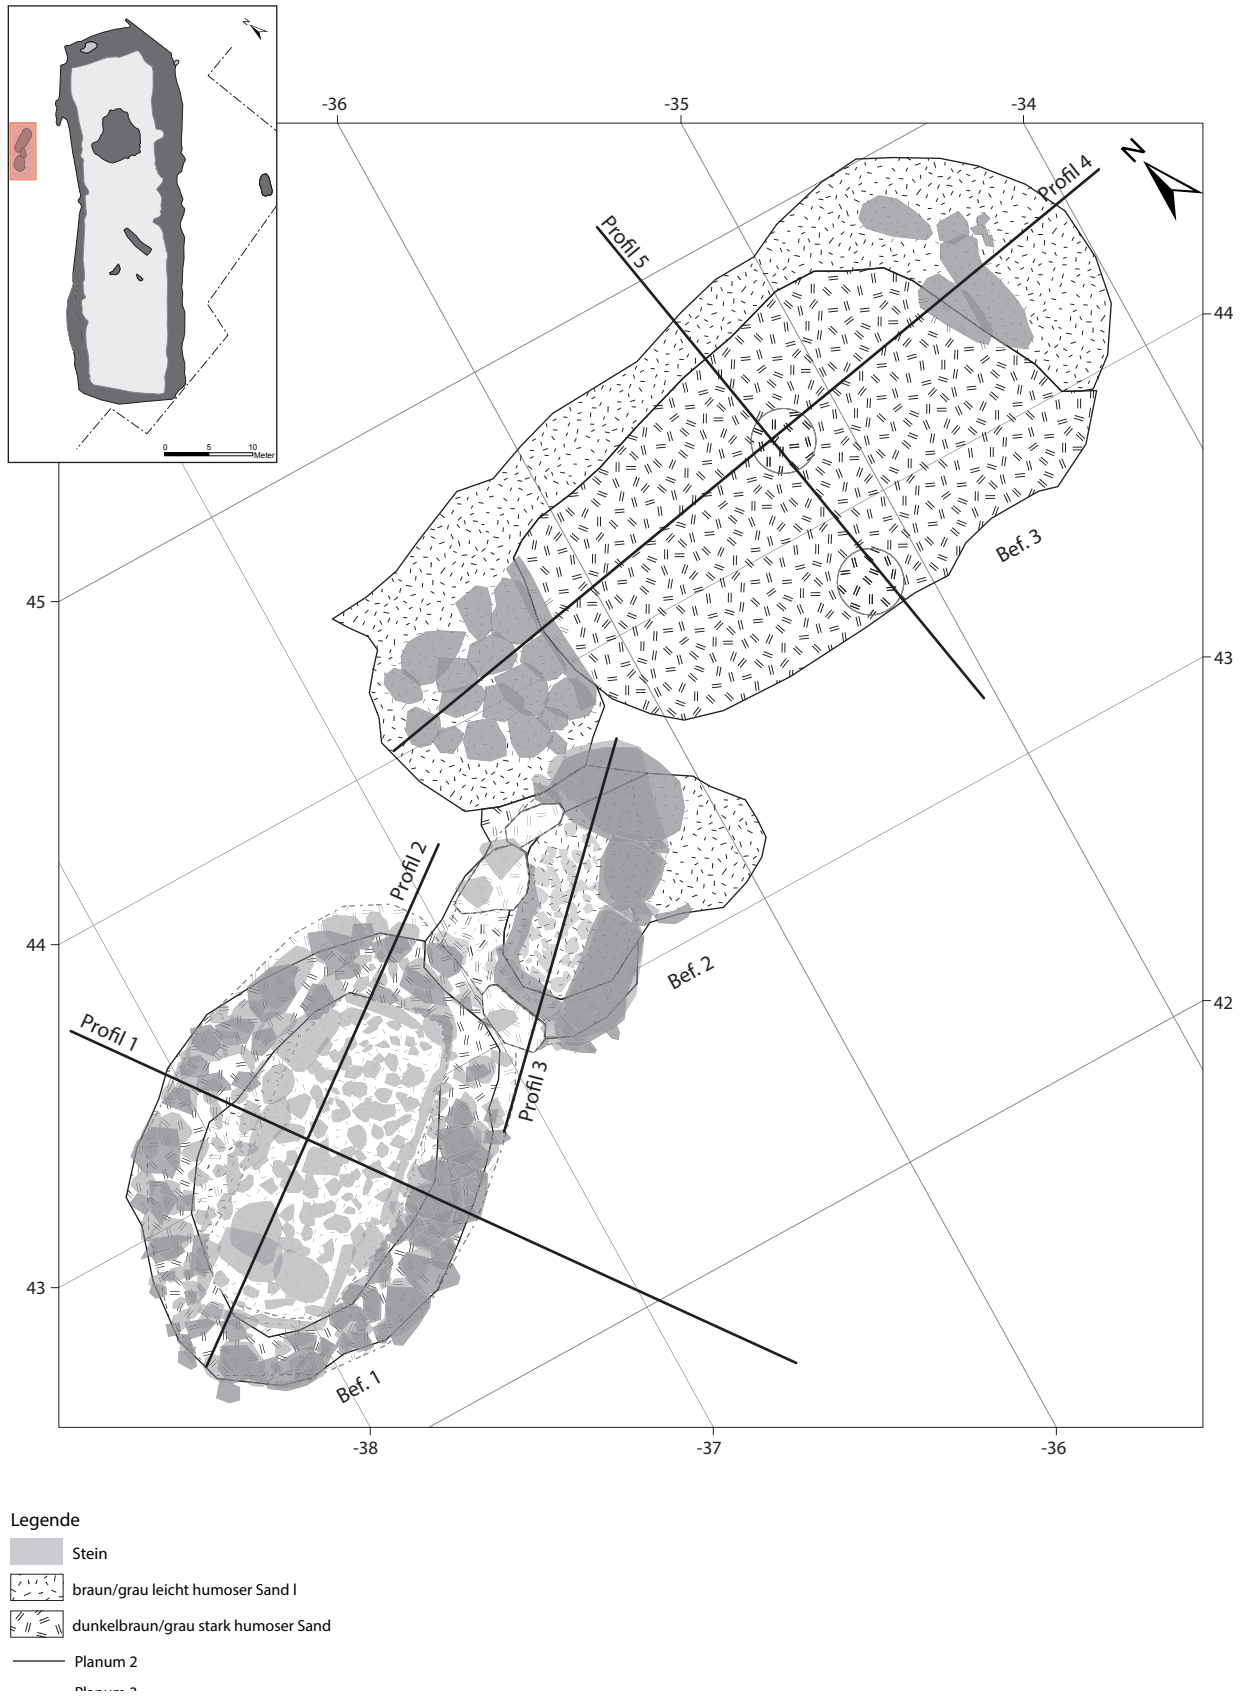 N
0 5 10
Meter
-36 -35 -34
N
Profil 4
Profil 5
44
Bef. 3
45
43
Profil 2
44
Bef. 2
42
Profil 1
Profil 3
43
Bef. 1
-38 -37 -36
Legende
Stein
braun/grau leicht humoser Sand l
dunkelbraun/grau stark humoser Sand
Planum 2